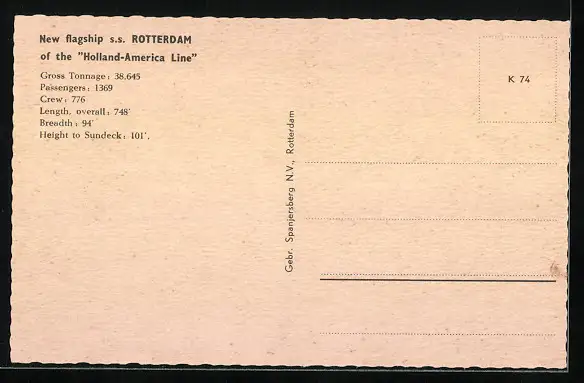 New flagship s.s. ROTTERDAM
of the "Holland-America Line"
Gross Tonnage: 38.645
Passengers: 1369
Crew: 776
Length, overall: 748'
Breadth: 94'
Height to Sundeck: 101'.
Gebr. Spanjersberg N.V., Rotterdam
K 74